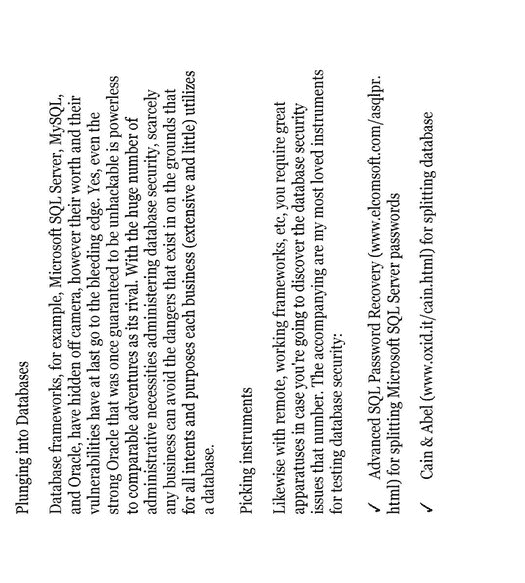 Plunging into Databases
Database frameworks, for example, Microsoft SQL Server, MySQL,
and Oracle, have hidden off camera, however their worth and their
vulnerabilities have at last go to the bleeding edge. Yes, even the
strong Oracle that was once guaranteed to be unhackable is powerless
to comparable adventures as its rival. With the huge number of
administrative necessities administering database security, scarcely
any business can avoid the dangers that exist in on the grounds that
for all intents and purposes each business (extensive and little) utilizes
a database.
Picking instruments
Likewise with remote, working frameworks, etc, you require great
apparatuses in case you're going to discover the database security
issues that number. The accompanying are my most loved instruments
for testing database security:
✓ Advanced SQL Password Recovery (www.elcomsoft.com/asqlpr.
html) for splitting Microsoft SQL Server passwords
✓ Cain & Abel (www.oxid.it/cain.html) for splitting database